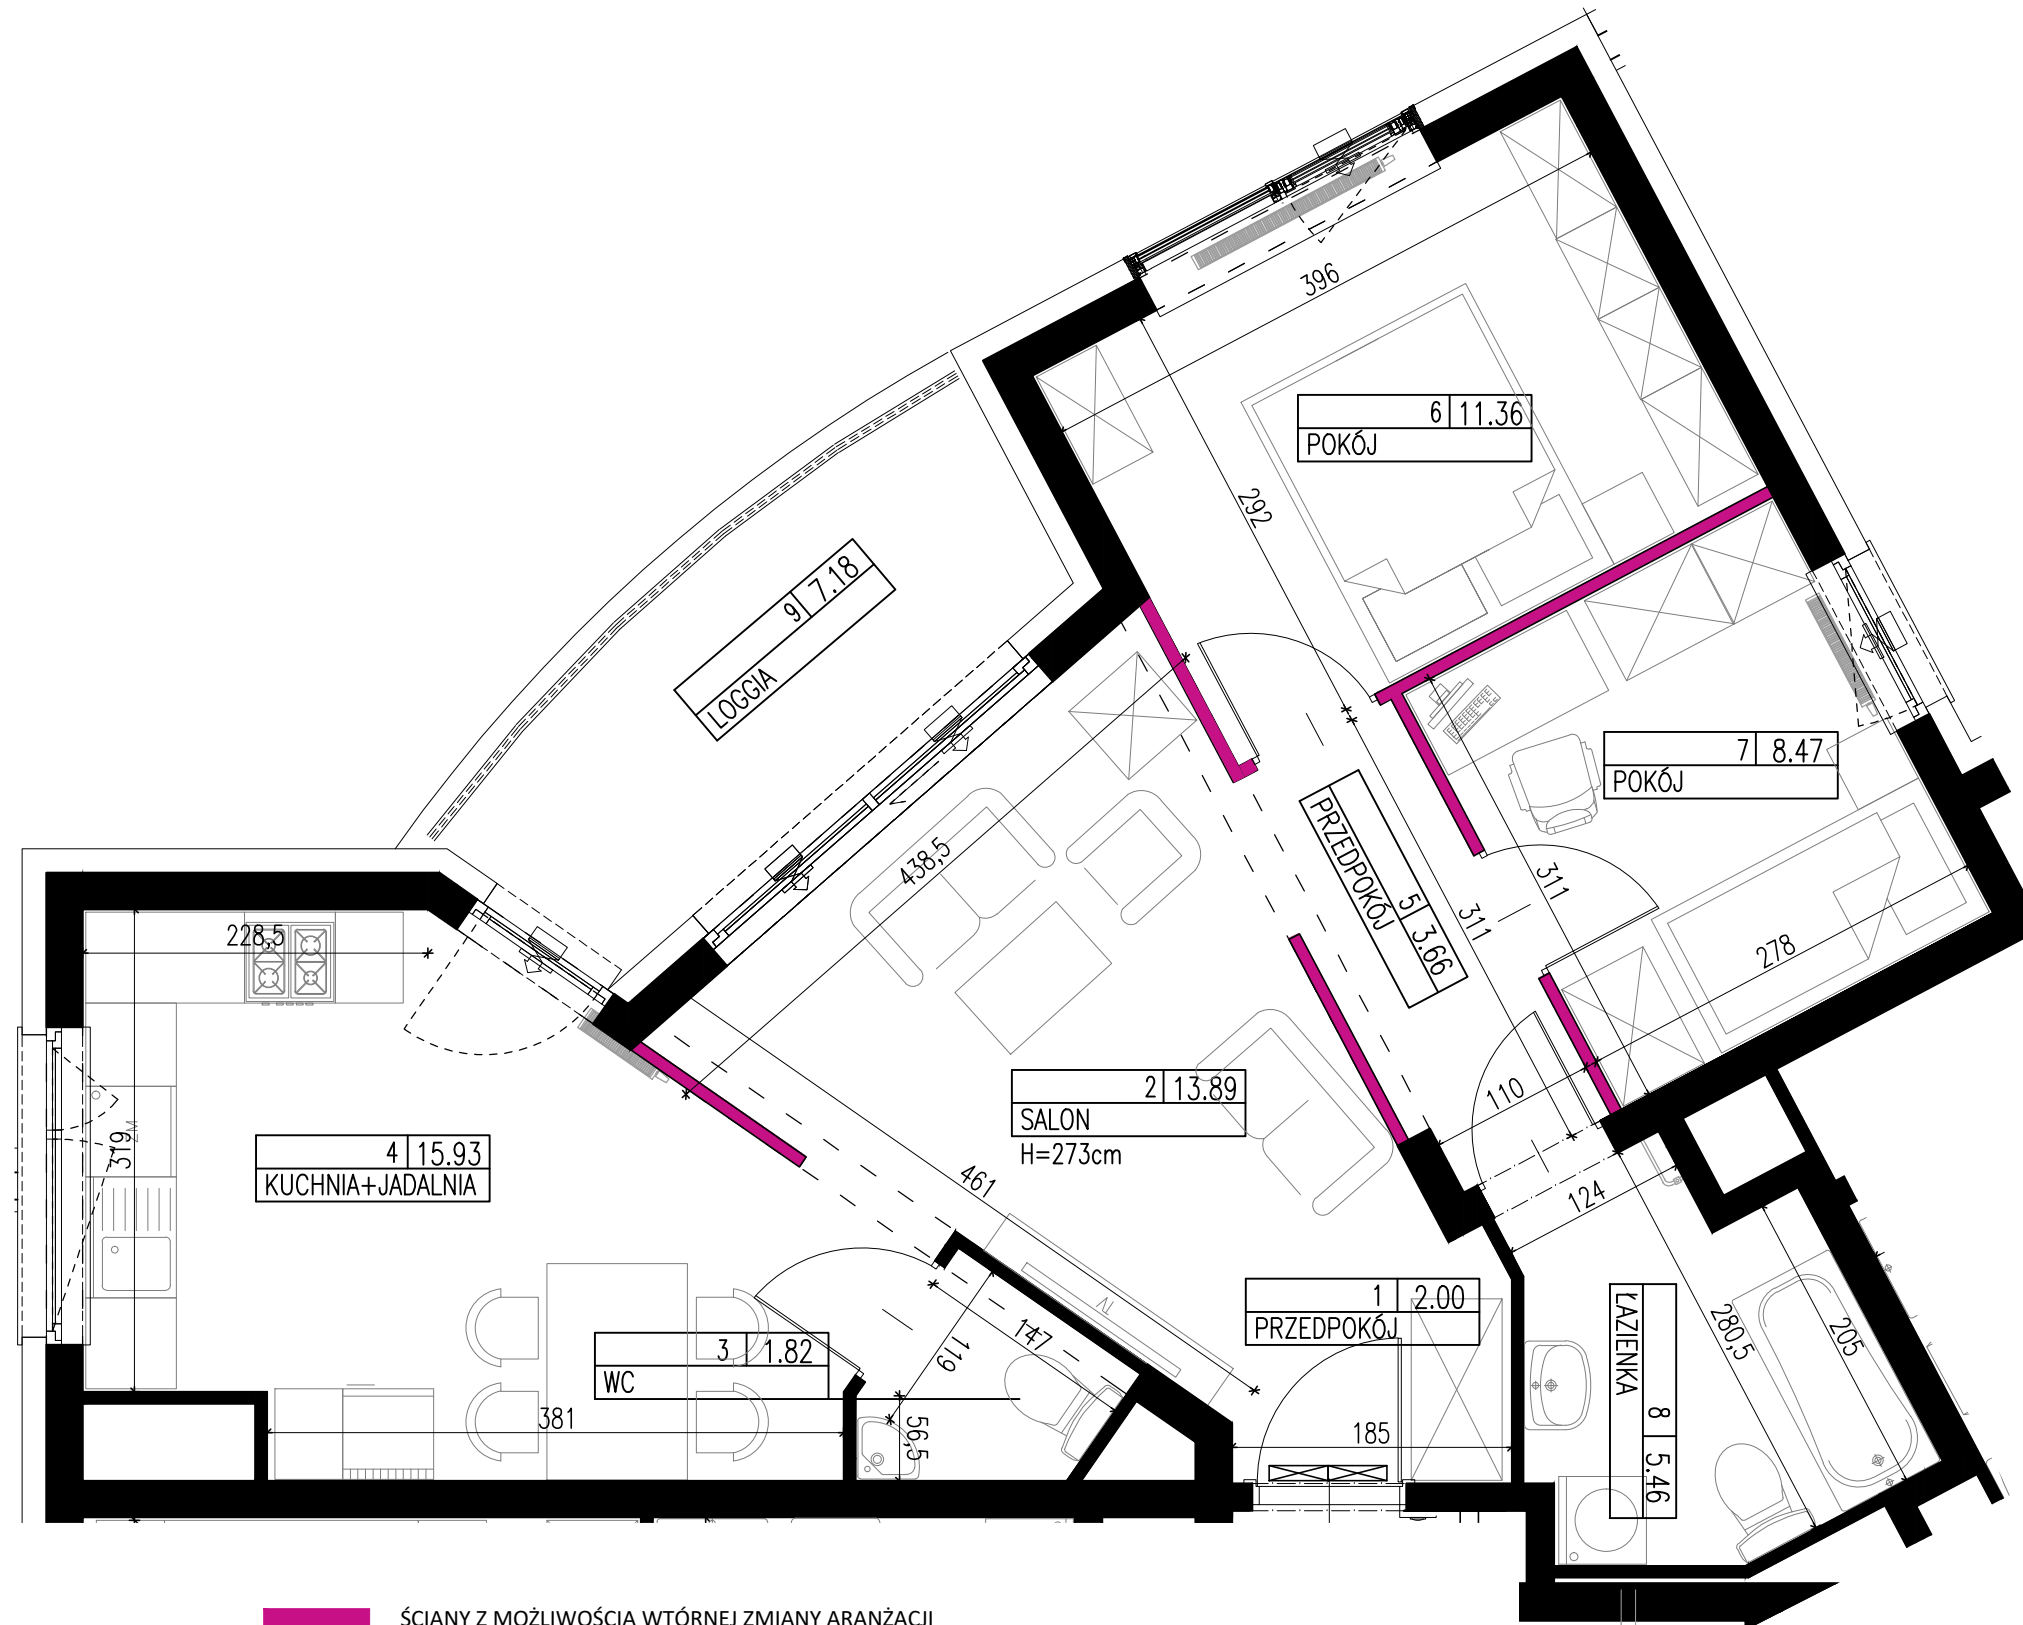 396
6 11.36
POKÓJ
292
9 7.18
LOGGIA
7 8.47
POKÓJ
438,5
5 3.66
PRZEDPOKÓJ
311
311
278
228,5
319
ZM
4 15.93
KUCHNIA+JADALNIA
2 13.89
SALON
H=273cm
110
124
461
TV
1 2.00
PRZEDPOKÓJ
8 5.46
ŁAZIENKA
280,5
205
3 1.82
WC
147
119
56,5
381
185
ŚCIANY Z MOŻLIWOŚCIĄ WTÓRNEJ ZMIANY ARANŻACJI